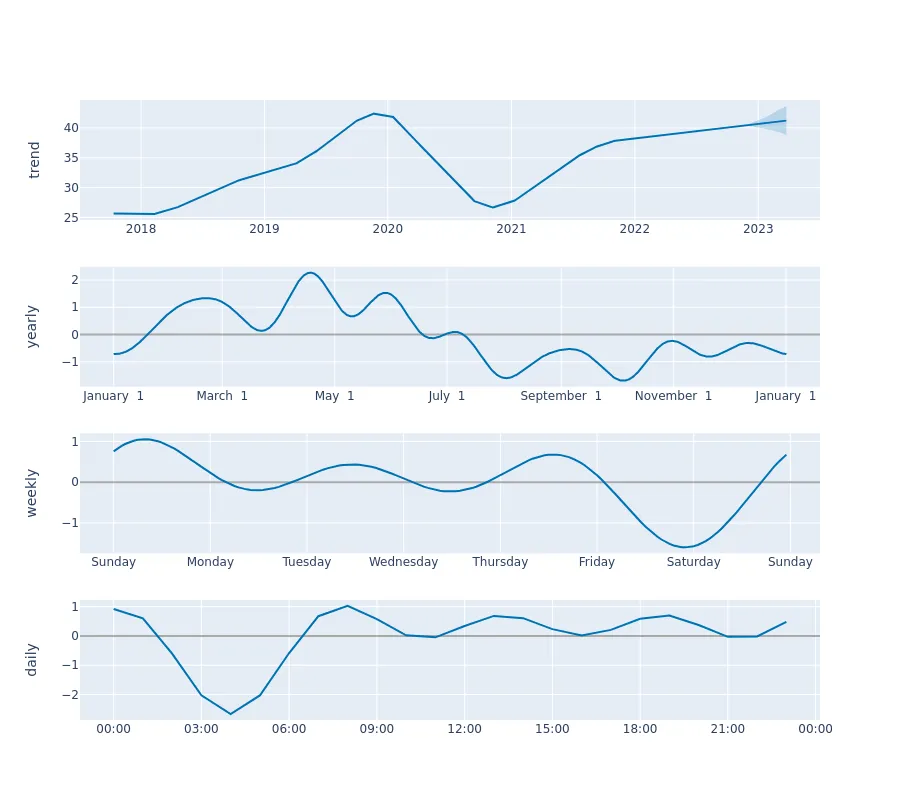 trend
40
35
30
25
2018 2019 2020 2021 2022 2023
yearly
2
1
0
−1
January 1 March 1 May 1 July 1 September 1 November 1 January 1
weekly
1
0
−1
Sunday Monday Tuesday Wednesday Thursday Friday Saturday Sunday
daily
1
0
−1
−2
00:00 03:00 06:00 09:00 12:00 15:00 18:00 21:00 00:00